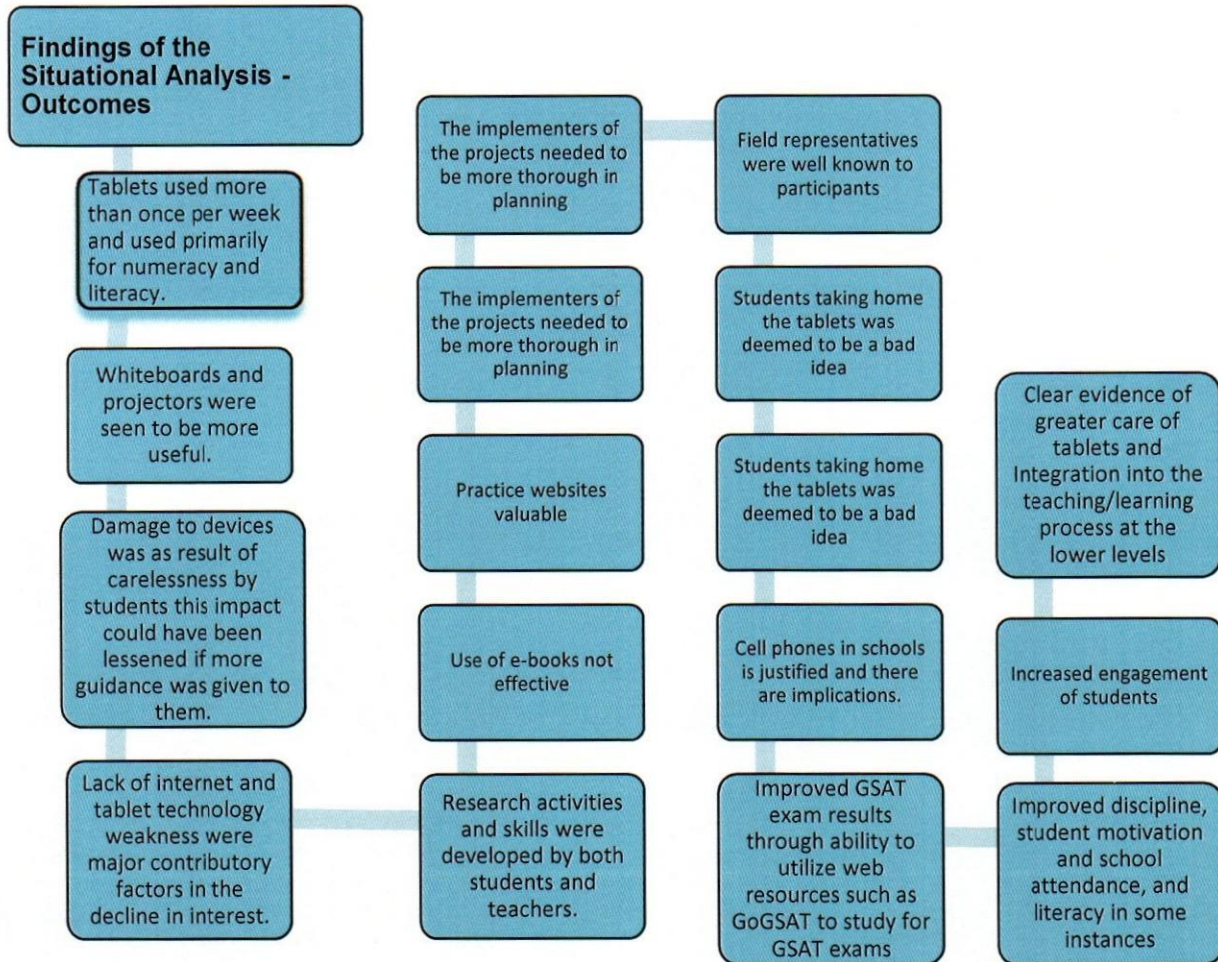 Findings of the
Situational Analysis -
Outcomes
Tablets used more
than once per week
and used primarily
for numeracy and
literacy.
Whiteboards and
projectors were
seen to be more
useful.
Damage to devices
was as result of
carelessness by
students this impact
could have been
lessened if more
guidance was given to
them.
Lack of internet and
tablet technology
weakness were
major contributory
factors in the
decline in interest.
Research activities
and skills were
developed by both
students and
teachers.
Use of e-books not
effective
Practice websites
valuable
The implementers of
the projects needed to
be more thorough in
planning
The implementers of
the projects needed to
be more thorough in
planning
Field representatives
were well known to
participants
Students taking home
the tablets was
deemed to be a bad
idea
Students taking home
the tablets was
deemed to be a bad
idea
Cell phones in schools
is justified and there
are implications.
Improved GSAT
exam results
through ability to
utilize web
resources such as
GoGSAT to study for
GSAT exams
Improved discipline,
student motivation
and school
attendance, and
literacy in some
instances
Increased engagement
of students
Clear evidence of
greater care of
tablets and
Integration into the
teaching/learning
process at the
lower levels